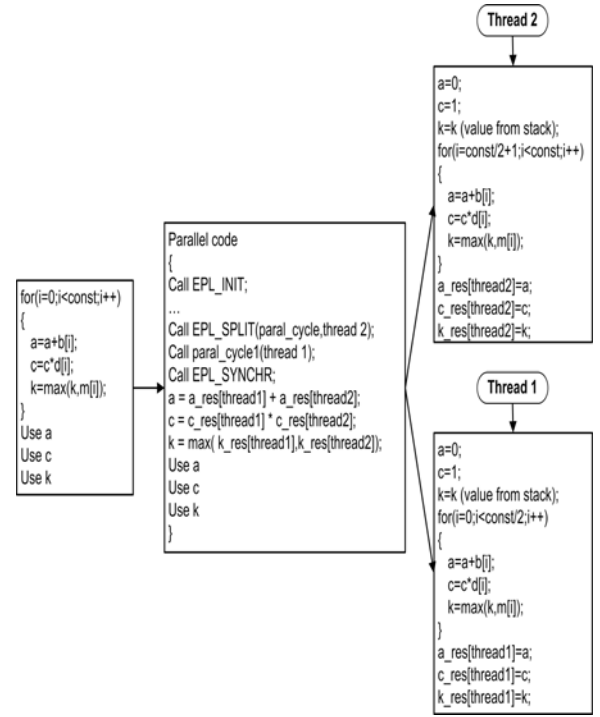 for(i=0;i<const;i++)
{
a=a+b[i];
c=c*d[i];
k=max(k,m[i]);
}
Use a
Use c
Use k
Parallel code
{
Call EPL_INIT;
...
Call EPL_SPLIT(paral_cycle,thread 2);
Call paral_cycle1(thread 1);
Call EPL_SYNCHR;
a = a_res[thread1] + a_res[thread2];
c = c_res[thread1] * c_res[thread2];
k = max( k_res[thread1],k_res[thread2]);
Use a
Use c
Use k
}
Thread 2
a=0;
c=1;
k=k (value from stack);
for(i=const/2+1;i<const;i++)
{
a=a+b[i];
c=c*d[i];
k=max(k,m[i]);
}
a_res[thread2]=a;
c_res[thread2]=c;
k_res[thread2]=k;
Thread 1
a=0;
c=1;
k=k (value from stack);
for(i=0;i<const/2;i++)
{
a=a+b[i];
c=c*d[i];
k=max(k,m[i]);
}
a_res[thread1]=a;
c_res[thread1]=c;
k_res[thread1]=k;